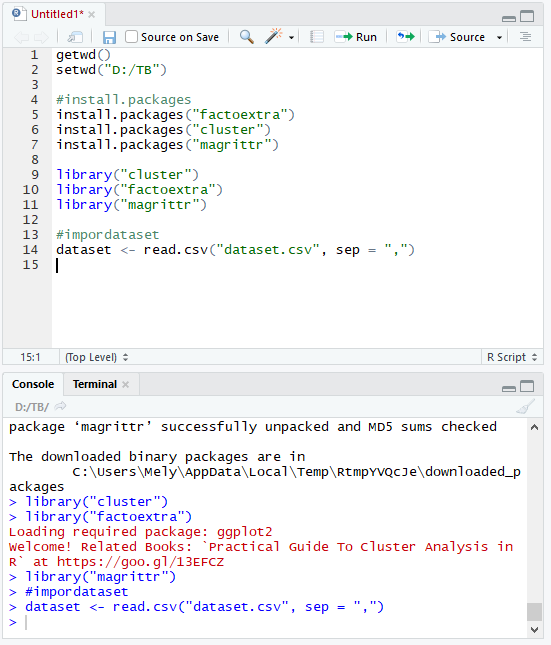 Untitled1*
Source on Save
Run
Source
1 getwd()
2 setwd("D:/TB")
3
4 #install.packages
5 install.packages("factoextra")
6 install.packages("cluster")
7 install.packages("magrittr")
8
9 library("cluster")
10 library("factoextra")
11 library("magrittr")
12
13 #impordataset
14 dataset <- read.csv("dataset.csv", sep = ",")
15
15:1 (Top Level) R Script
Console Terminal
D:/TB/
package ‘magrittr’ successfully unpacked and MD5 sums checked
The downloaded binary packages are in
C:\Users\Mely\AppData\Local\Temp\RtmpYVQcJe\downloaded_p
ackages
> library("cluster")
> library("factoextra")
Loading required package: ggplot2
Welcome! Related Books: `Practical Guide To Cluster Analysis in
R` at https://goo.gl/13EFCZ
> library("magrittr")
> #impordataset
> dataset <- read.csv("dataset.csv", sep = ",")
>